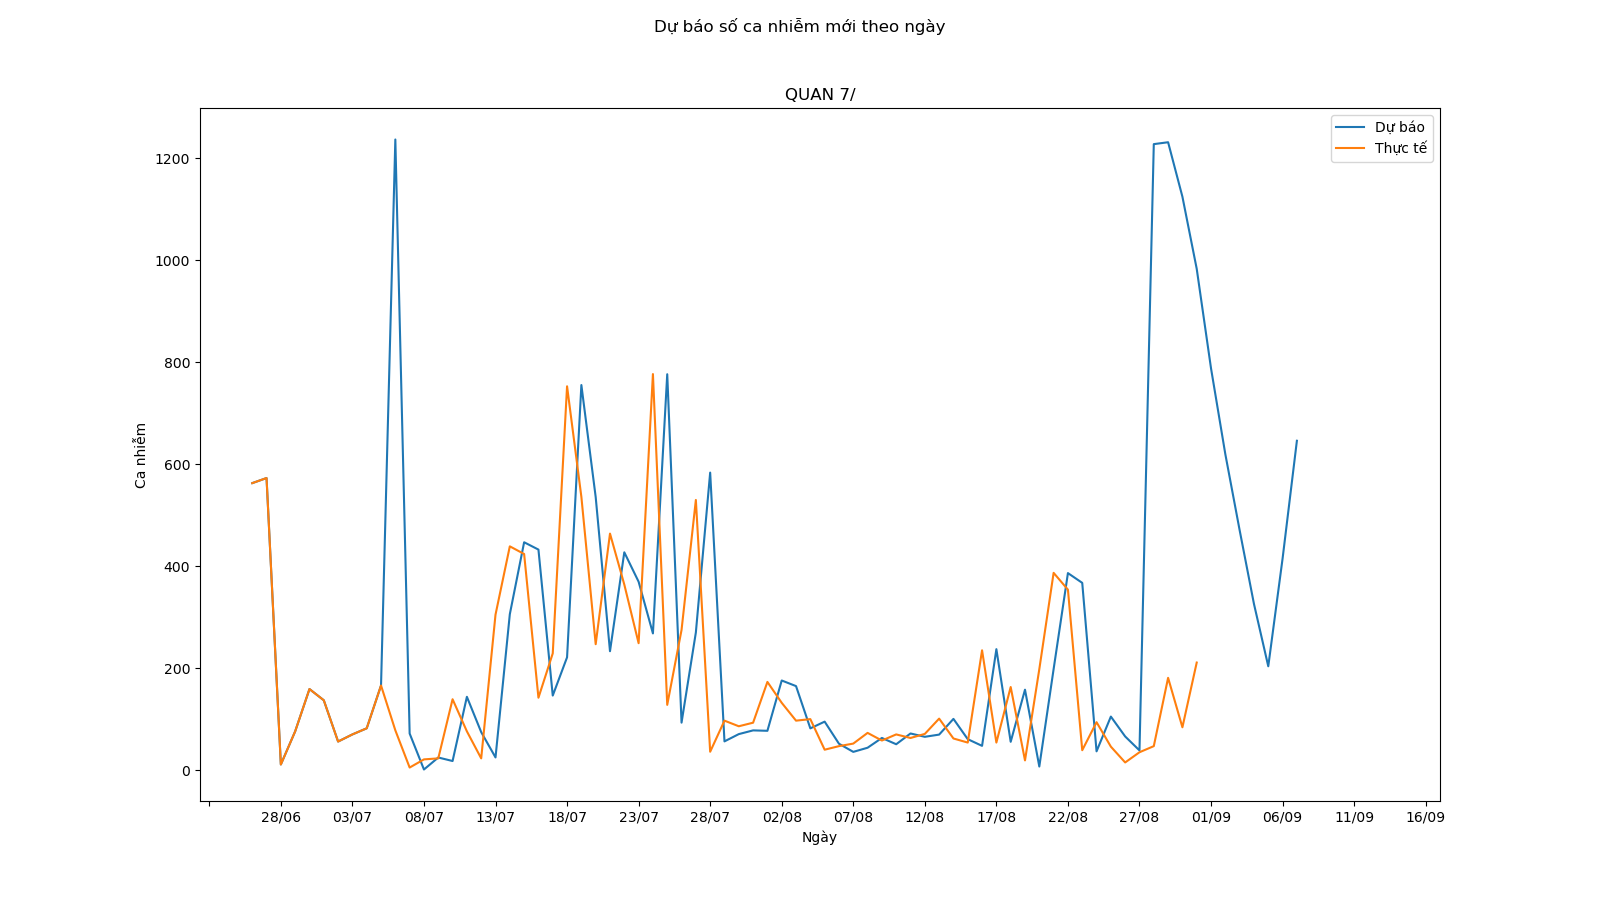 Dự báo số ca nhiễm mới theo ngày
QUAN 7/
Dự báo
Thực tế
1200
1000
800
600
400
200
0
Ca nhiễm
28/06 03/07 08/07 13/07 18/07 23/07 28/07 02/08 07/08 12/08 17/08 22/08 27/08 01/09 06/09 11/09 16/09
Ngày